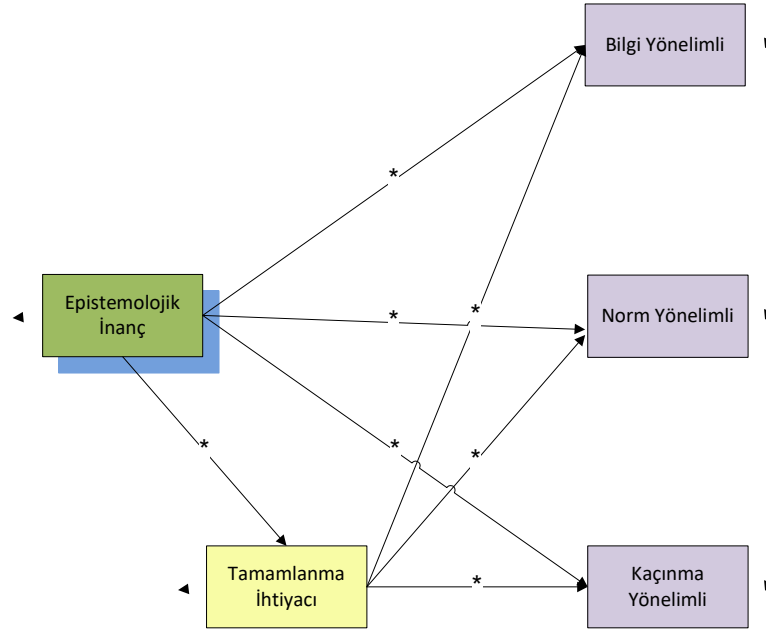 Bilgi Yönelimli
*
Epistemolojik
İnanç
*
*
Norm Yönelimli
*
*
*
Tamamlanma
İhtiyacı
*
Kaçınma
Yönelimli